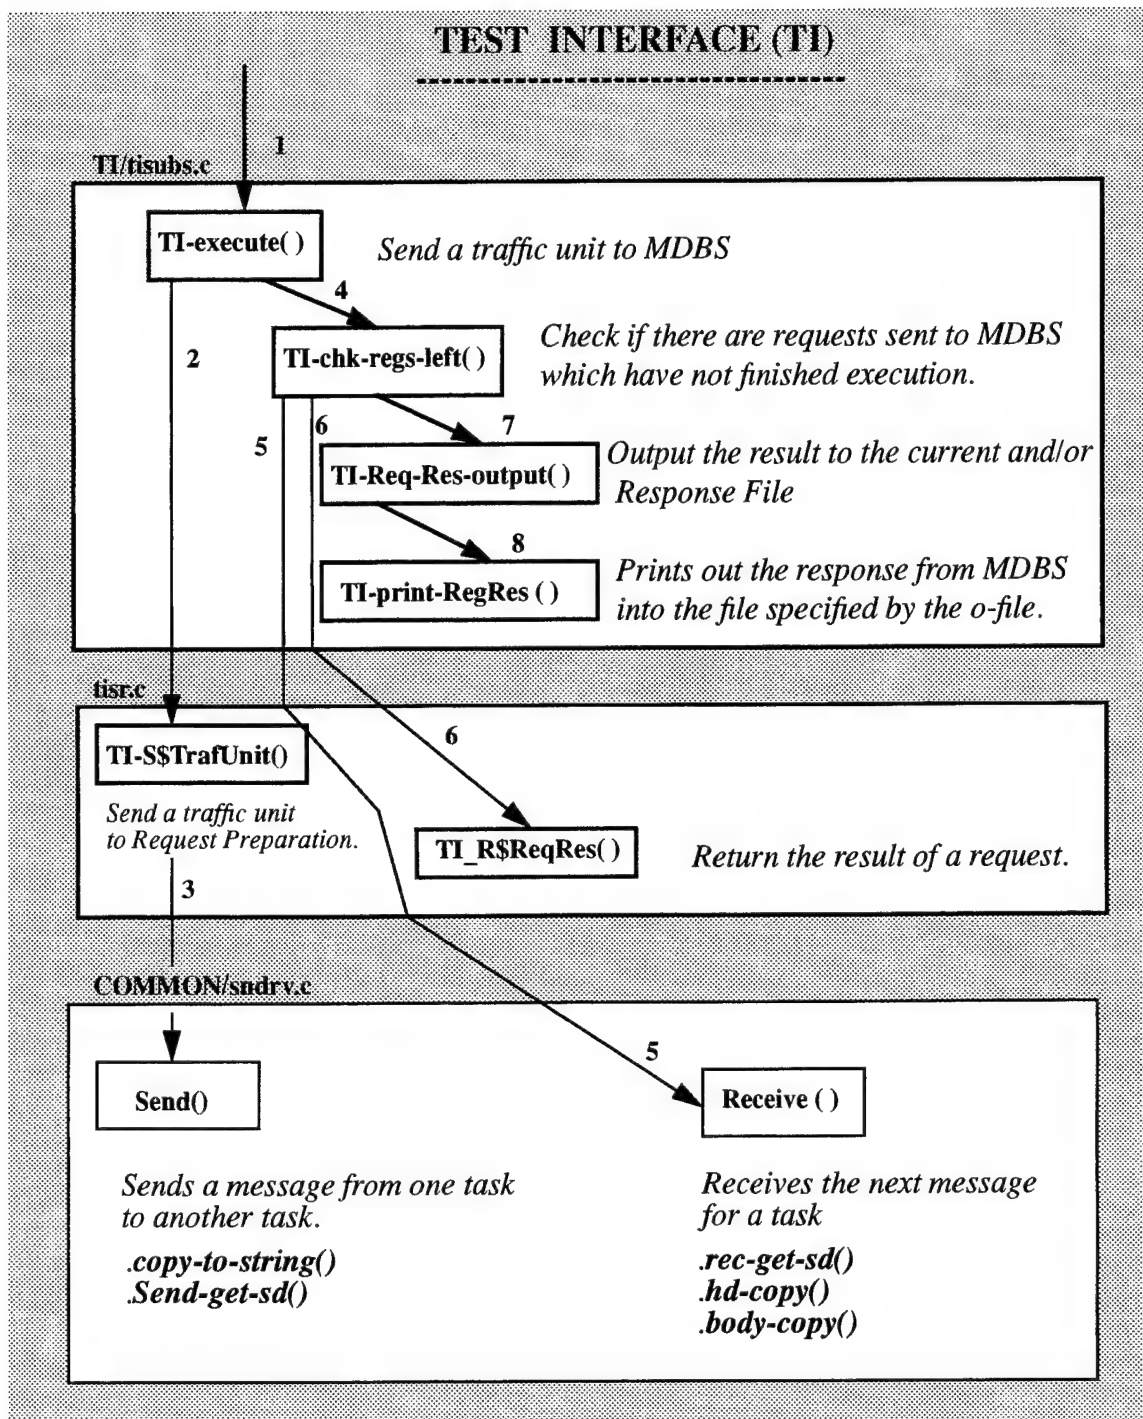 TEST INTERFACE (TI)
1
TI/tisubs.c
TI-execute( )
Send a traffic unit to MDBS
4
2
TI-chk-regs-left( )
Check if there are requests sent to MDBS
which have not finished execution.
5
6
7
TI-Req-Res-output( )
Output the result to the current and/or
Response File
8
TI-print-RegRes ( )
Prints out the response from MDBS
into the file specified by the o-file.
tisr.c
TI-S$TrafUnit()
Send a traffic unit
to Request Preparation.
6
TI_R$ReqRes( )
Return the result of a request.
3
COMMON/sndrv.c
Send()
5
Receive ( )
Sends a message from one task
to another task.
.copy-to-string()
.Send-get-sd()
Receives the next message
for a task
.rec-get-sd()
.hd-copy()
.body-copy()